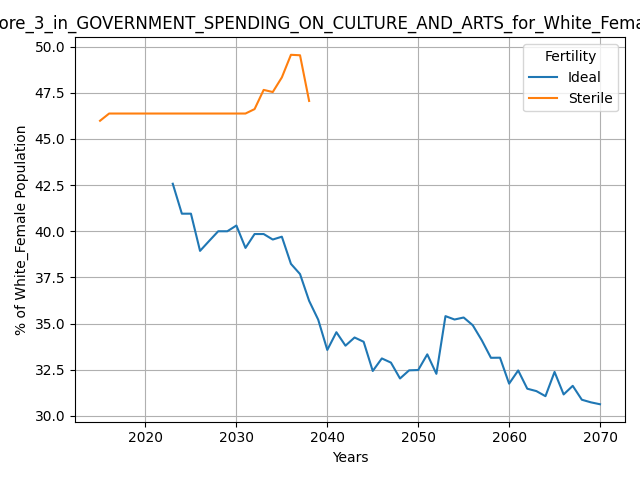 ore_3_in_GOVERNMENT_SPENDING_ON_CULTURE_AND_ARTS_for_White_Fema
50.0
47.5
45.0
42.5
40.0
37.5
35.0
32.5
30.0
% of White_Female Population
Fertility
Ideal
Sterile
2020 2030 2040 2050 2060 2070
Years